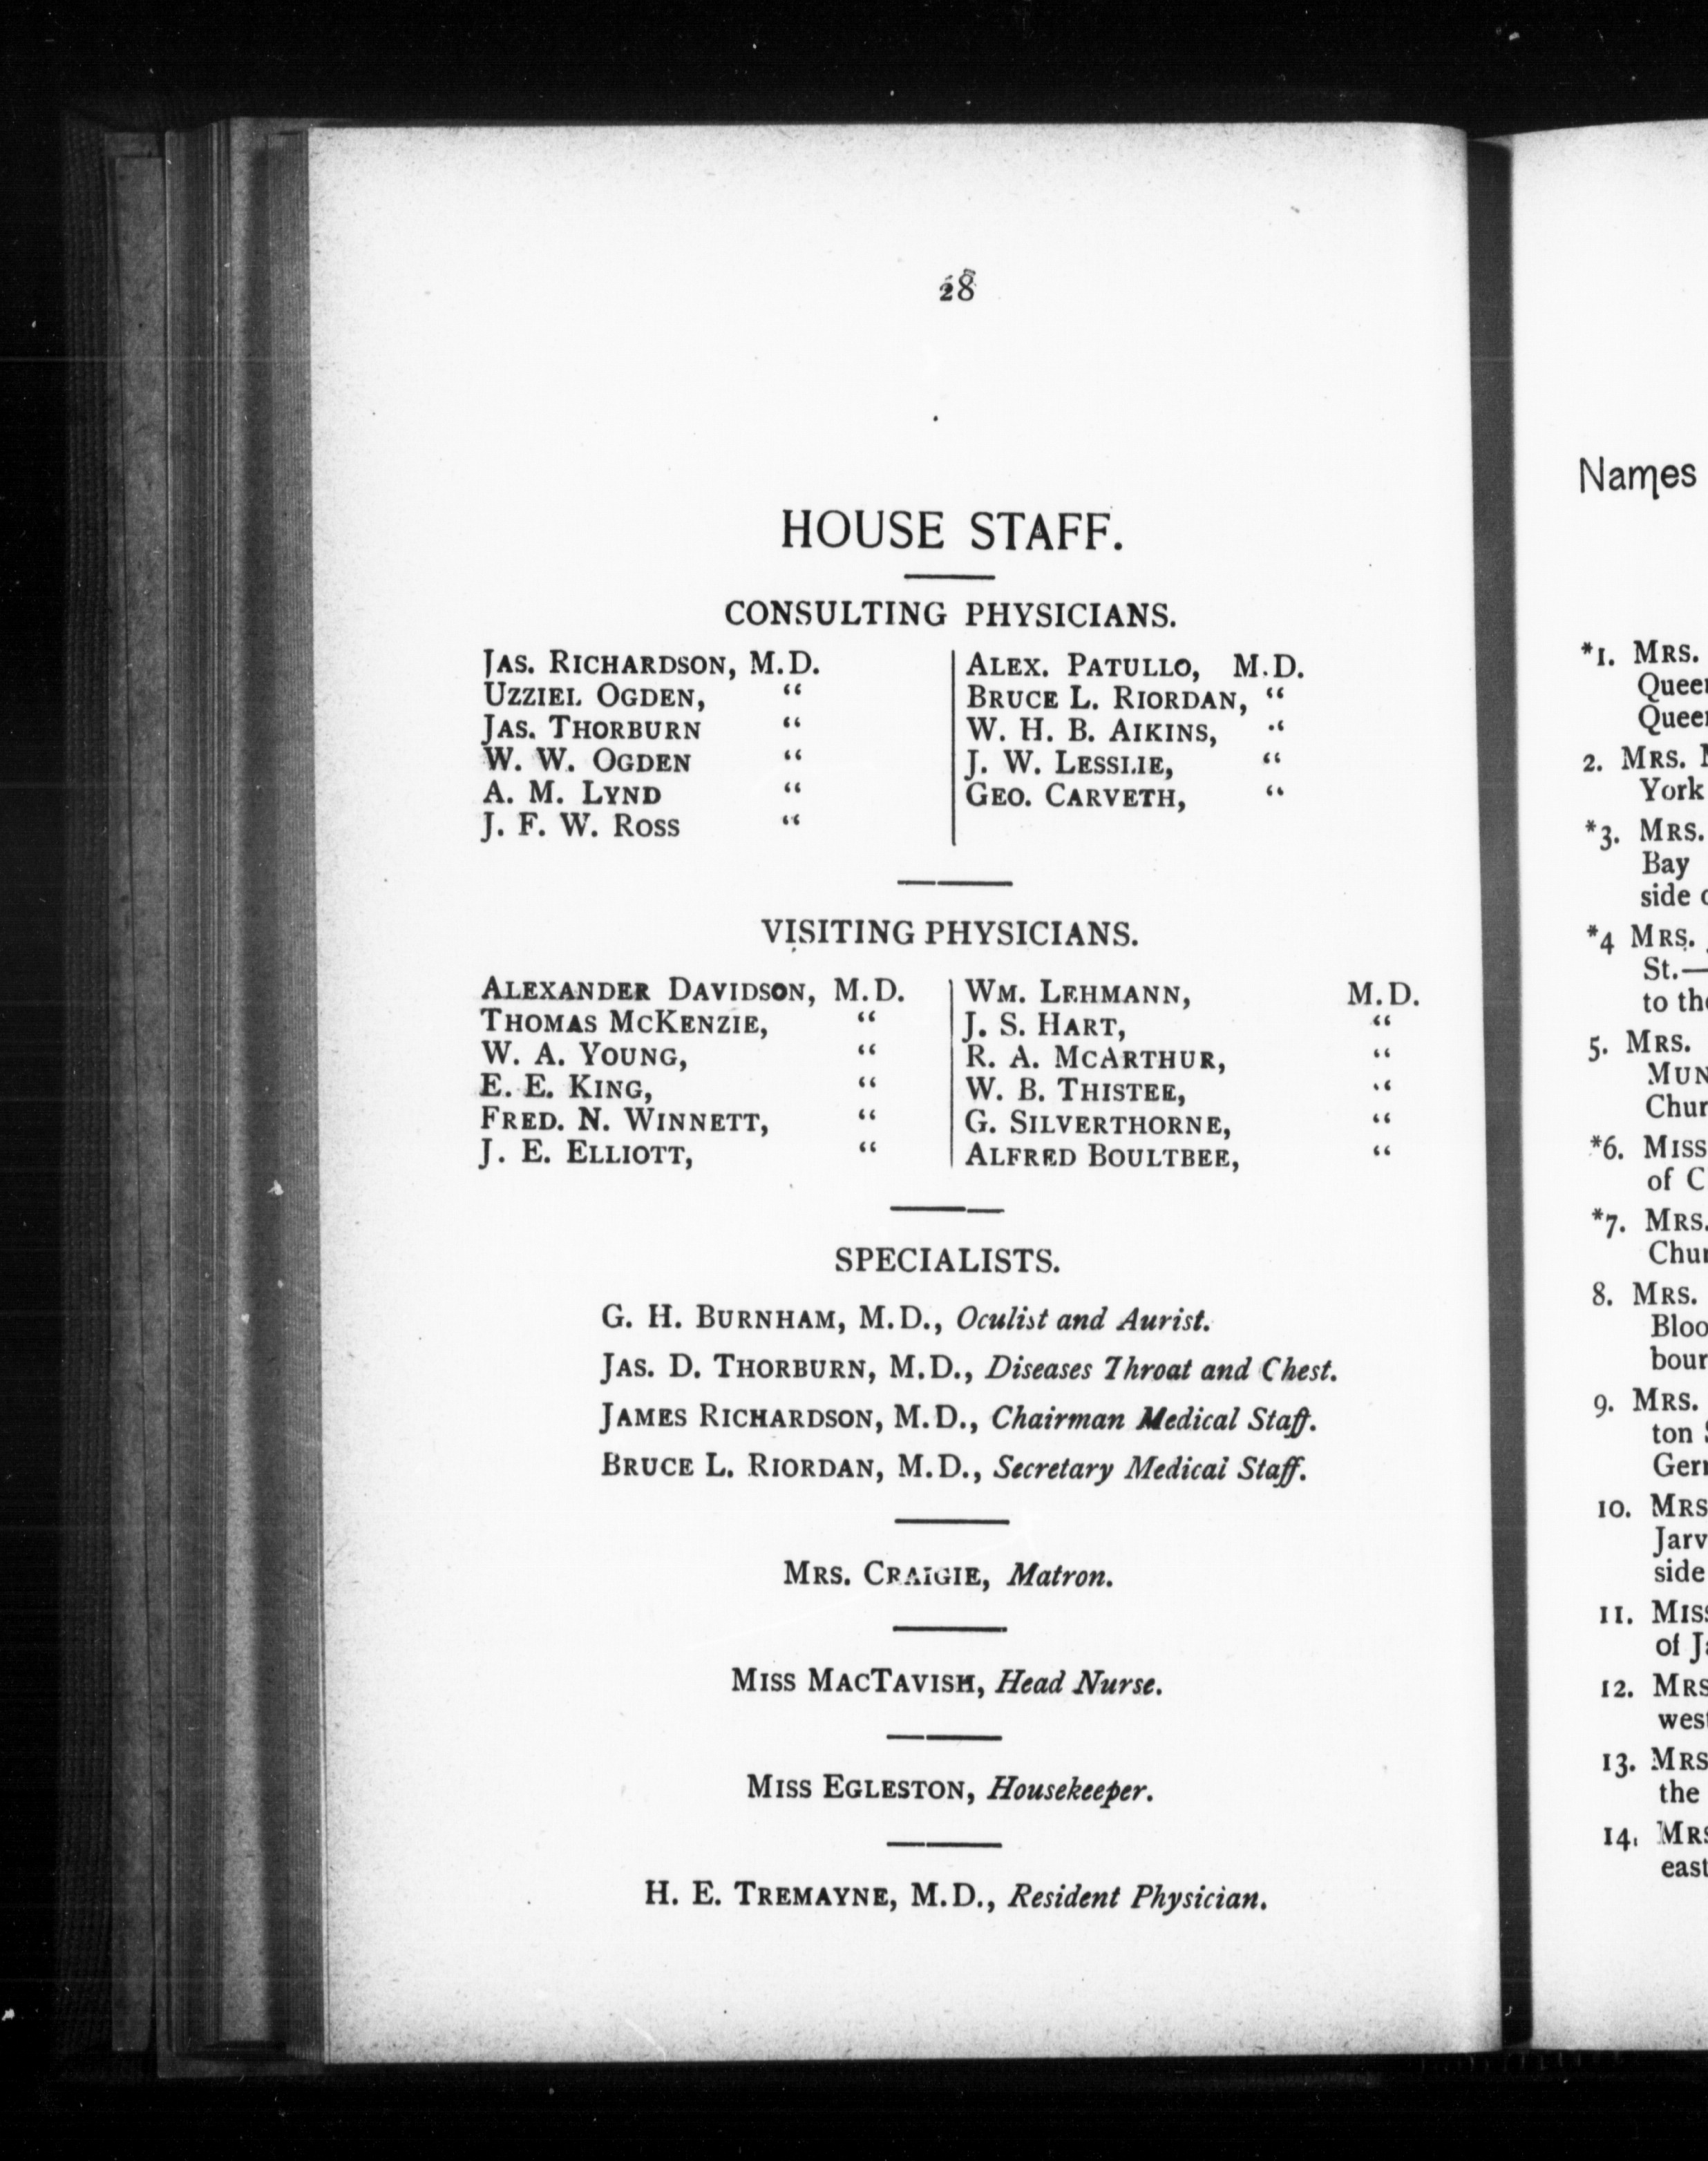 28
HOUSE STAFF.
CONSULTING PHYSICIANS.
JAS. RICHARDSON, M.D.
UZZIEL OGDEN, “
JAS. THORBURN “
W. W. OGDEN “
A. M. LYND “
J. F. W. ROSS “
ALEX. PATULLO, M.D.
BRUCE L. RIORDAN, “
W. H. B. AIKINS, “
J. W. LESSLIE, “
GEO. CARVETH, “
VISITING PHYSICIANS.
ALEXANDER DAVIDSON, M.D.
THOMAS MCKENZIE, “
W. A. YOUNG, “
E. E. KING, “
FRED. N. WINNETT, “
J. E. ELLIOTT, “
WM. LEHMANN, M.D.
J. S. HART, “
R. A. MCARTHUR, “
W. B. THISTEE, “
G. SILVERTHORNE, “
ALFRED BOULTBEE, “
SPECIALISTS.
G. H. BURNHAM, M.D., Oculist and Aurist.
JAS. D. THORBURN, M.D., Diseases Throat and Chest.
JAMES RICHARDSON, M.D., Chairman Medical Staff.
BRUCE L. RIORDAN, M.D., Secretary Medical Staff.
MRS. CRAIGIE, Matron.
MISS MACTAVISH, Head Nurse.
MISS EGLESTON, Housekeeper.
H. E. TREMAYNE, M.D., Resident Physician.
Names
*1. MRS.
2. MRS.
York
*3. MRS.
Bay
side
*4 MRS.
St.—
to
5. MRS.
*6. MISS
of
*7. MRS.
8. MRS.
9. MRS.
ton
10. MRS
side
11. MISS
of
12. MRS
13. MRS
the
14. MRS